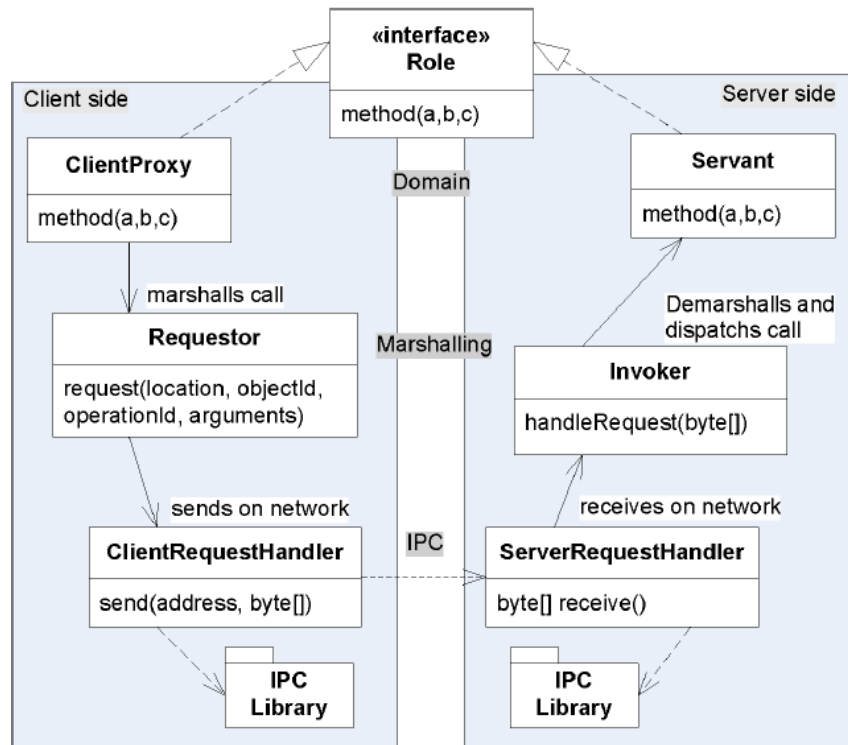 «interface»
Role
method(a,b,c)
Client side
Server side
ClientProxy
method(a,b,c)
Domain
Servant
method(a,b,c)
marshalls call
Demarshalls and
dispatchs call
Requestor
request(location, objectId,
operationId, arguments)
Marshalling
Invoker
handleRequest(byte[])
sends on network
receives on network
ClientRequestHandler
send(address, byte[])
IPC
ServerRequestHandler
byte[] receive()
IPC
Library
IPC
Library